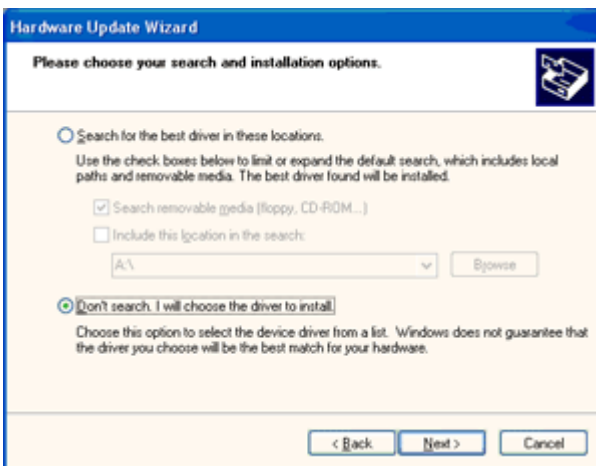 Hardware Update Wizard
Please choose your search and installation options.
Search for the best driver in these locations.
Use the check boxes below to limit or expand the default search, which includes local
paths and removable media. The best driver found will be installed.
Search removable media (floppy, CD-ROM...)
Include this location in the search:
A:\
Browse
Don't search. I will choose the driver to install.
Choose this option to select the device driver from a list. Windows does not guarantee that
the driver you choose will be the best match for your hardware.
< Back Next > Cancel